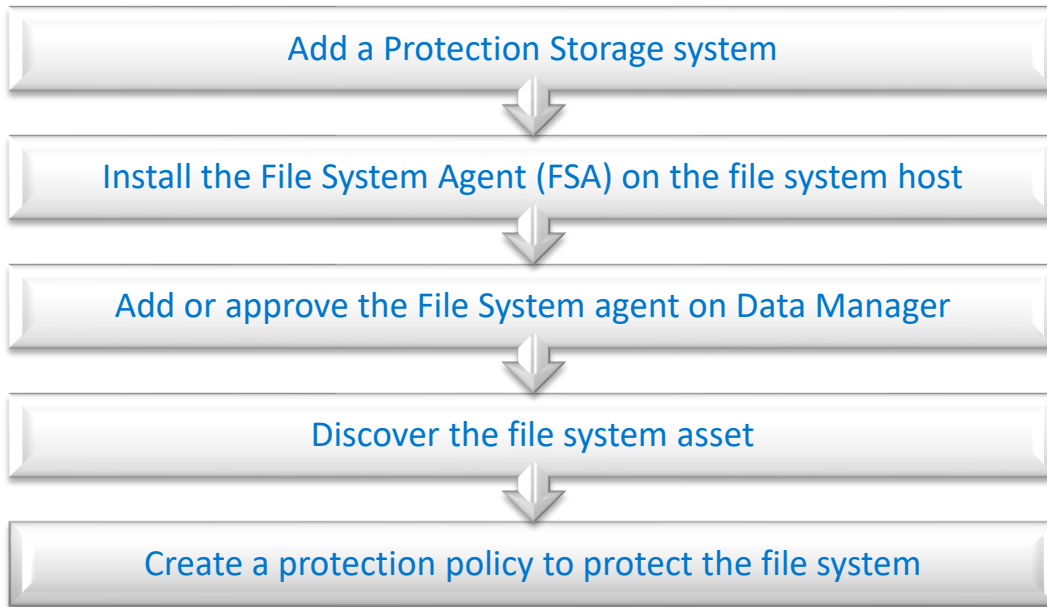 Add a Protection Storage system
Install the File System Agent (FSA) on the file system host
Add or approve the File System agent on Data Manager
Discover the file system asset
Create a protection policy to protect the file system